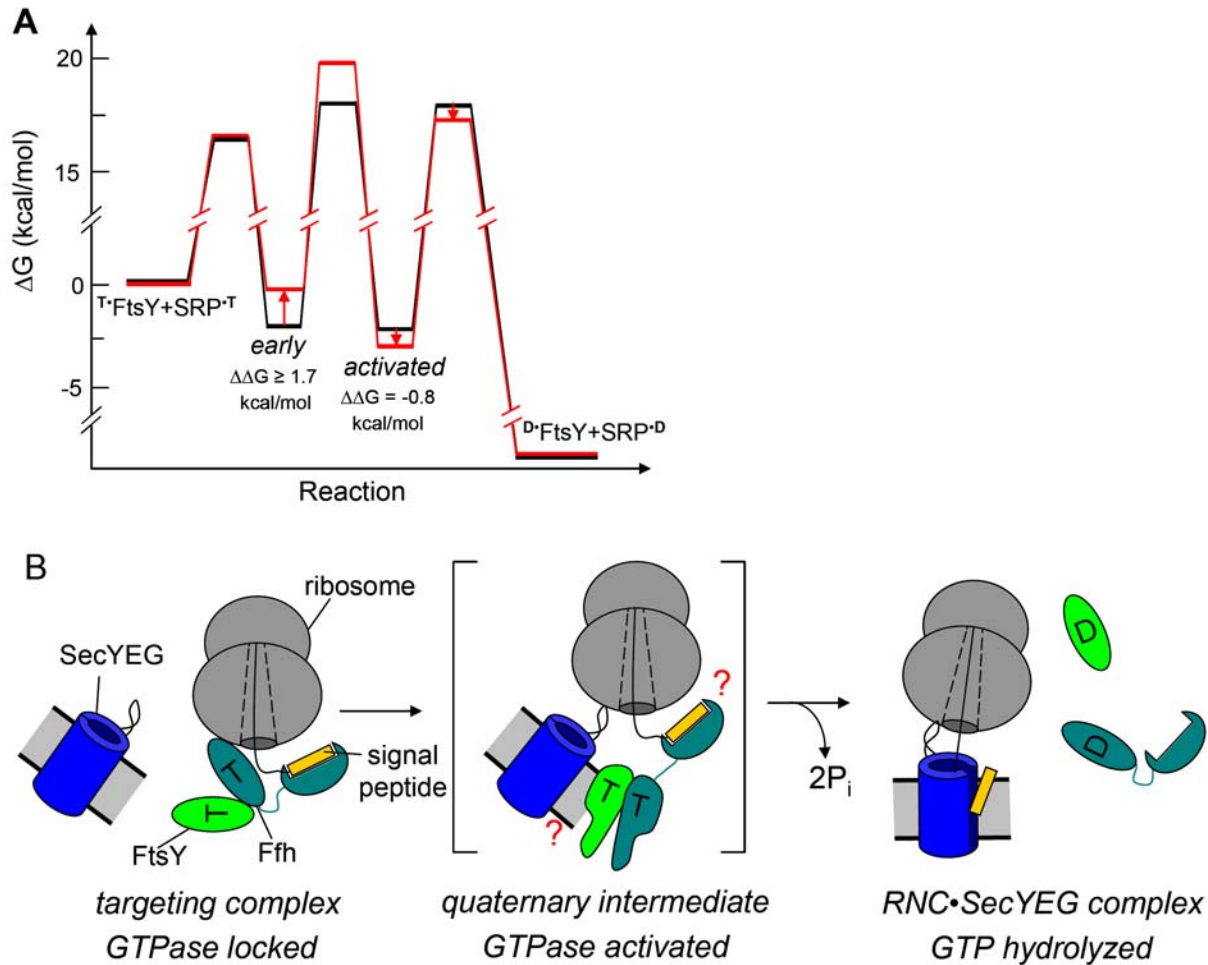 A
20
15
0
-5
ΔG (kcal/mol)
T•FtsY+SRP•T
early
ΔΔG ≥ 1.7
kcal/mol)
activated
ΔΔG = -0.8
kcal/mol)
D•FtsY+SRP•D
Reaction
B
ribosome
SecYEG
signal
peptide
T
T
FtsY
Ffh
?
?
T
T
2Pi
D
D
targeting complex
GTPase locked
quaternary intermediate
GTPase activated
RNC•SecYEG complex
GTP hydrolyzed